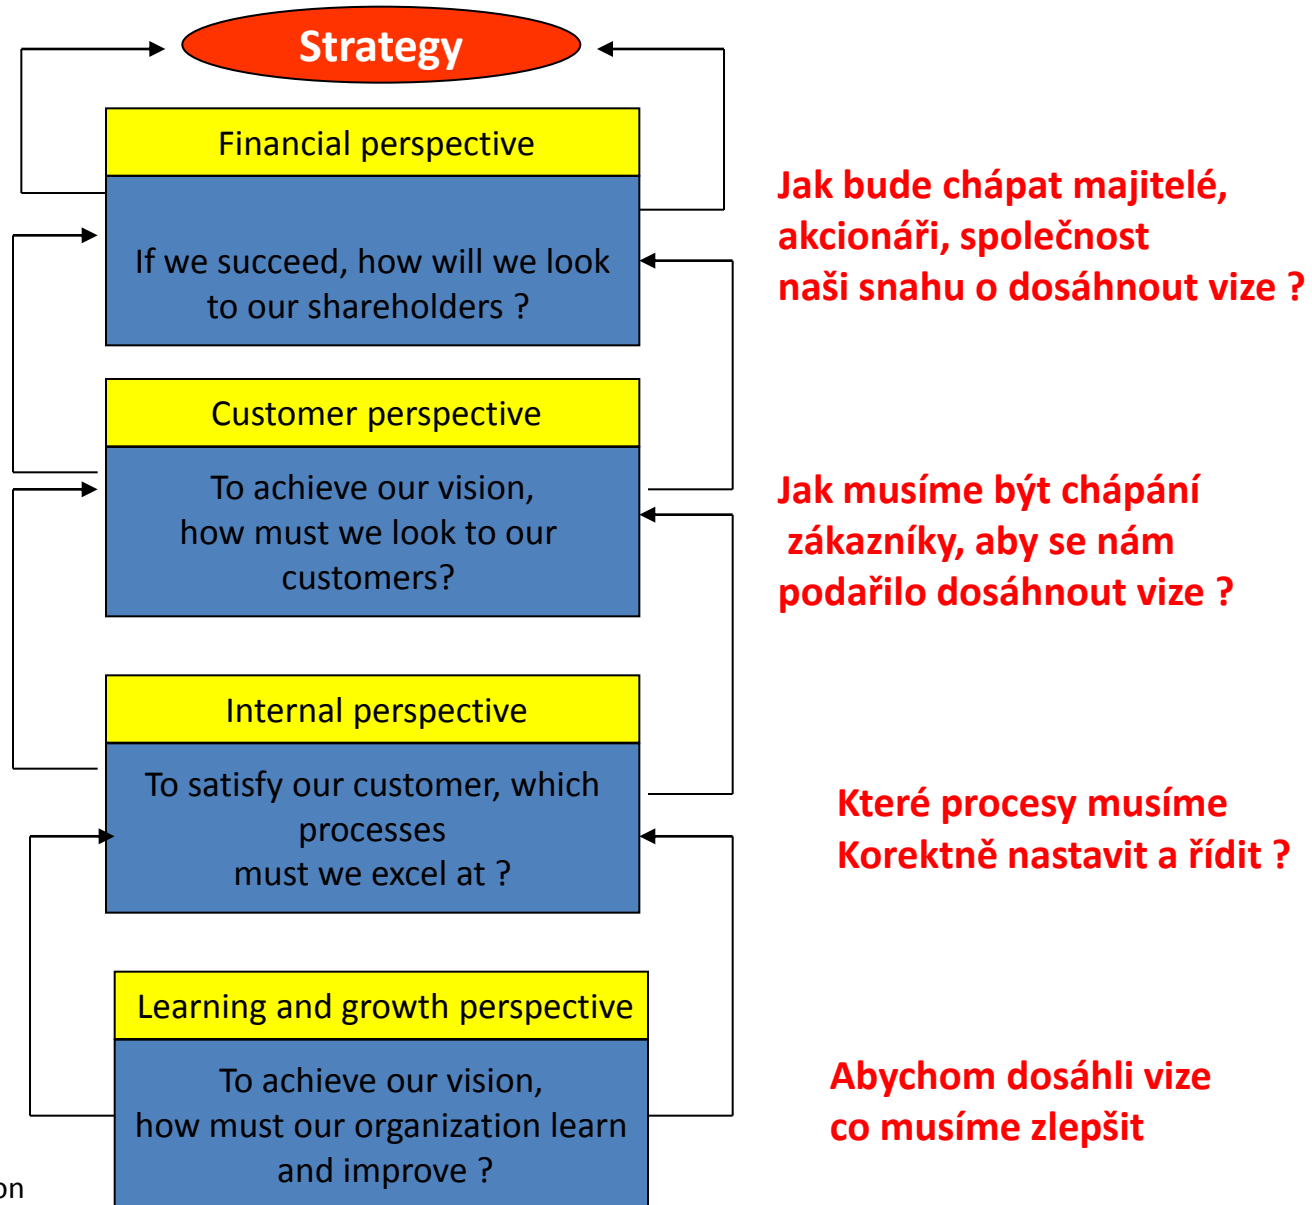 Strategy
Financial perspective
If we succeed, how will we look
to our shareholders ?
Jak bude chápat majitelé,
akcionáři, společnost
naši snahu o dosáhnout vize ?
Customer perspective
To achieve our vision,
how must we look to our
customers?
Jak musíme být chápání
zákazníky, aby se nám
podařilo dosáhnout vize ?
Internal perspective
To satisfy our customer, which
processes
must we excel at ?
Které procesy musíme
Korektně nastavit a řídit ?
Learning and growth perspective
To achieve our vision,
how must our organization learn
and improve ?
Abychom dosáhli vize
co musíme zlepšit